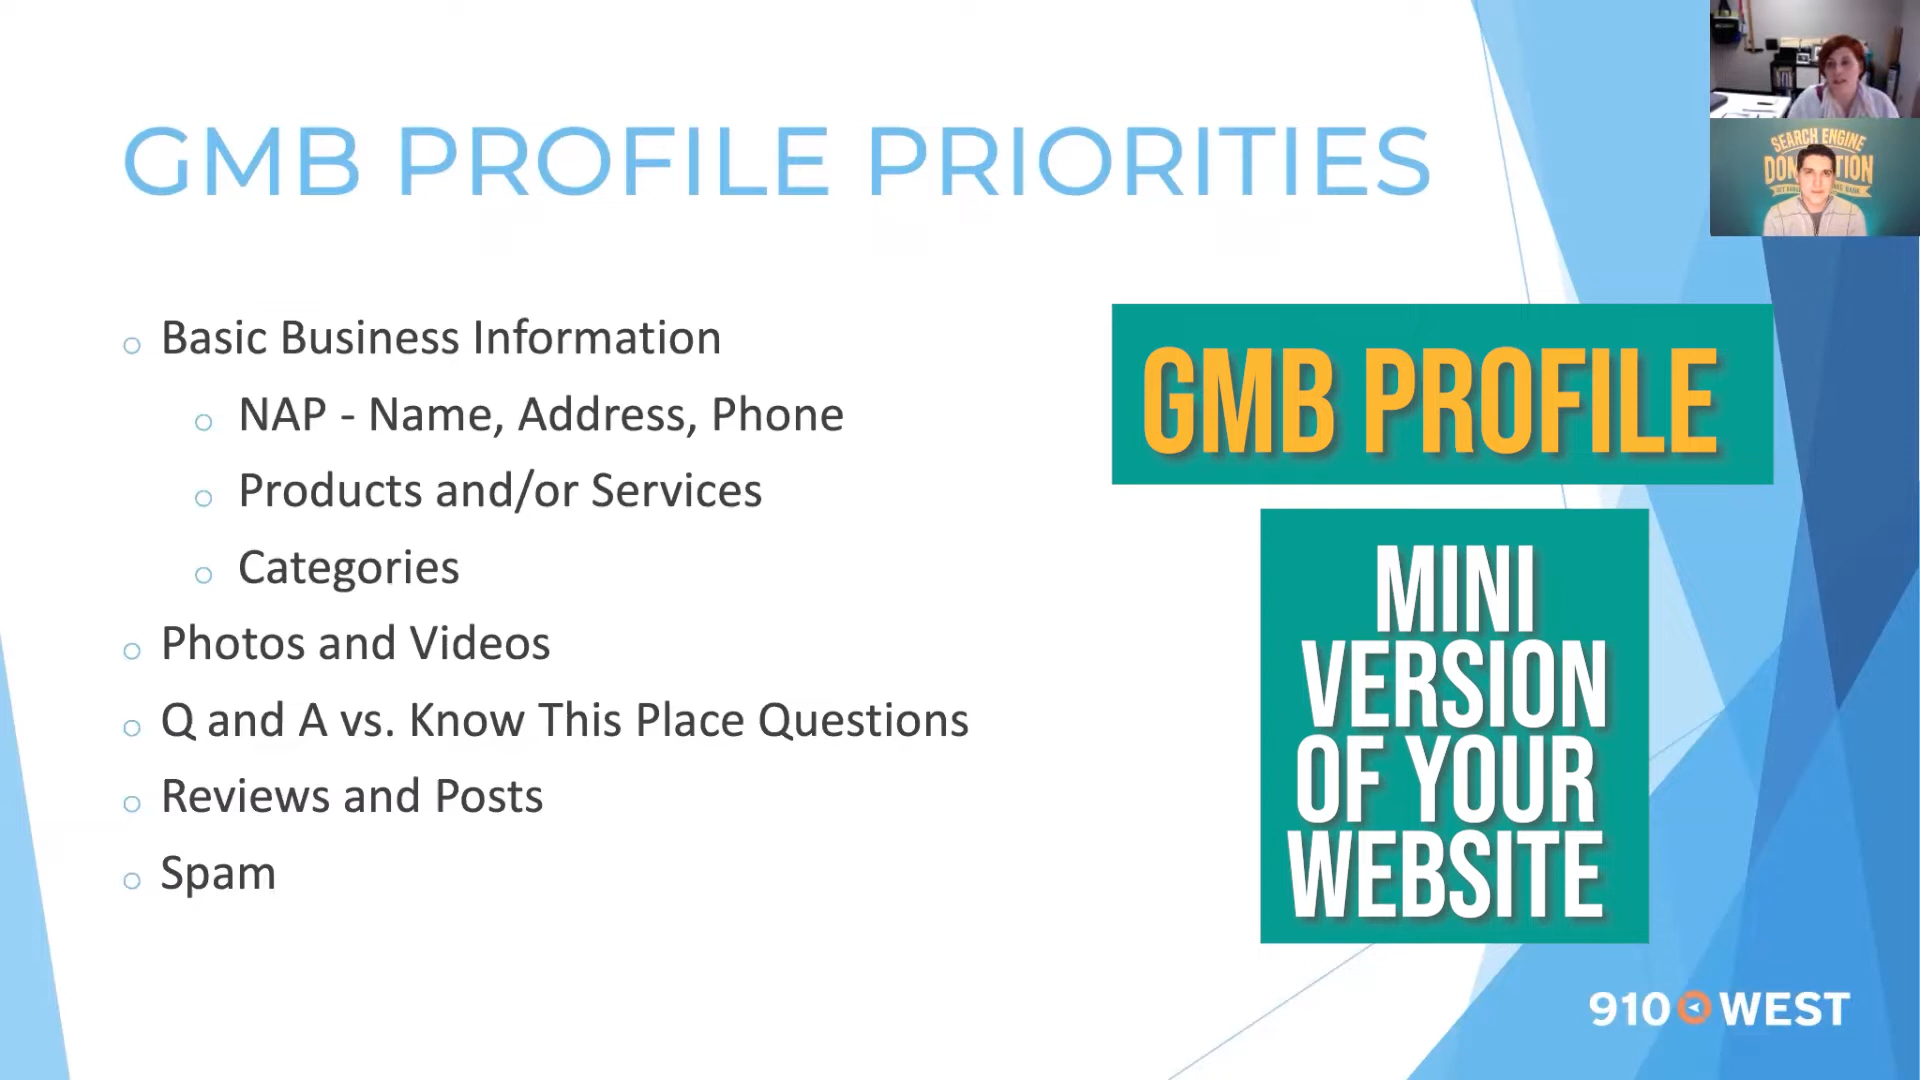 GMB PROFILE PRIORITIES
Basic Business Information
NAP - Name, Address, Phone
Products and/or Services
Categories
Photos and Videos
Q and A vs. Know This Place Questions
Reviews and Posts
Spam
GMB PROFILE
MINI
VERSION
OF YOUR
WEBSITE
SEARCH ENGINE
910 WEST